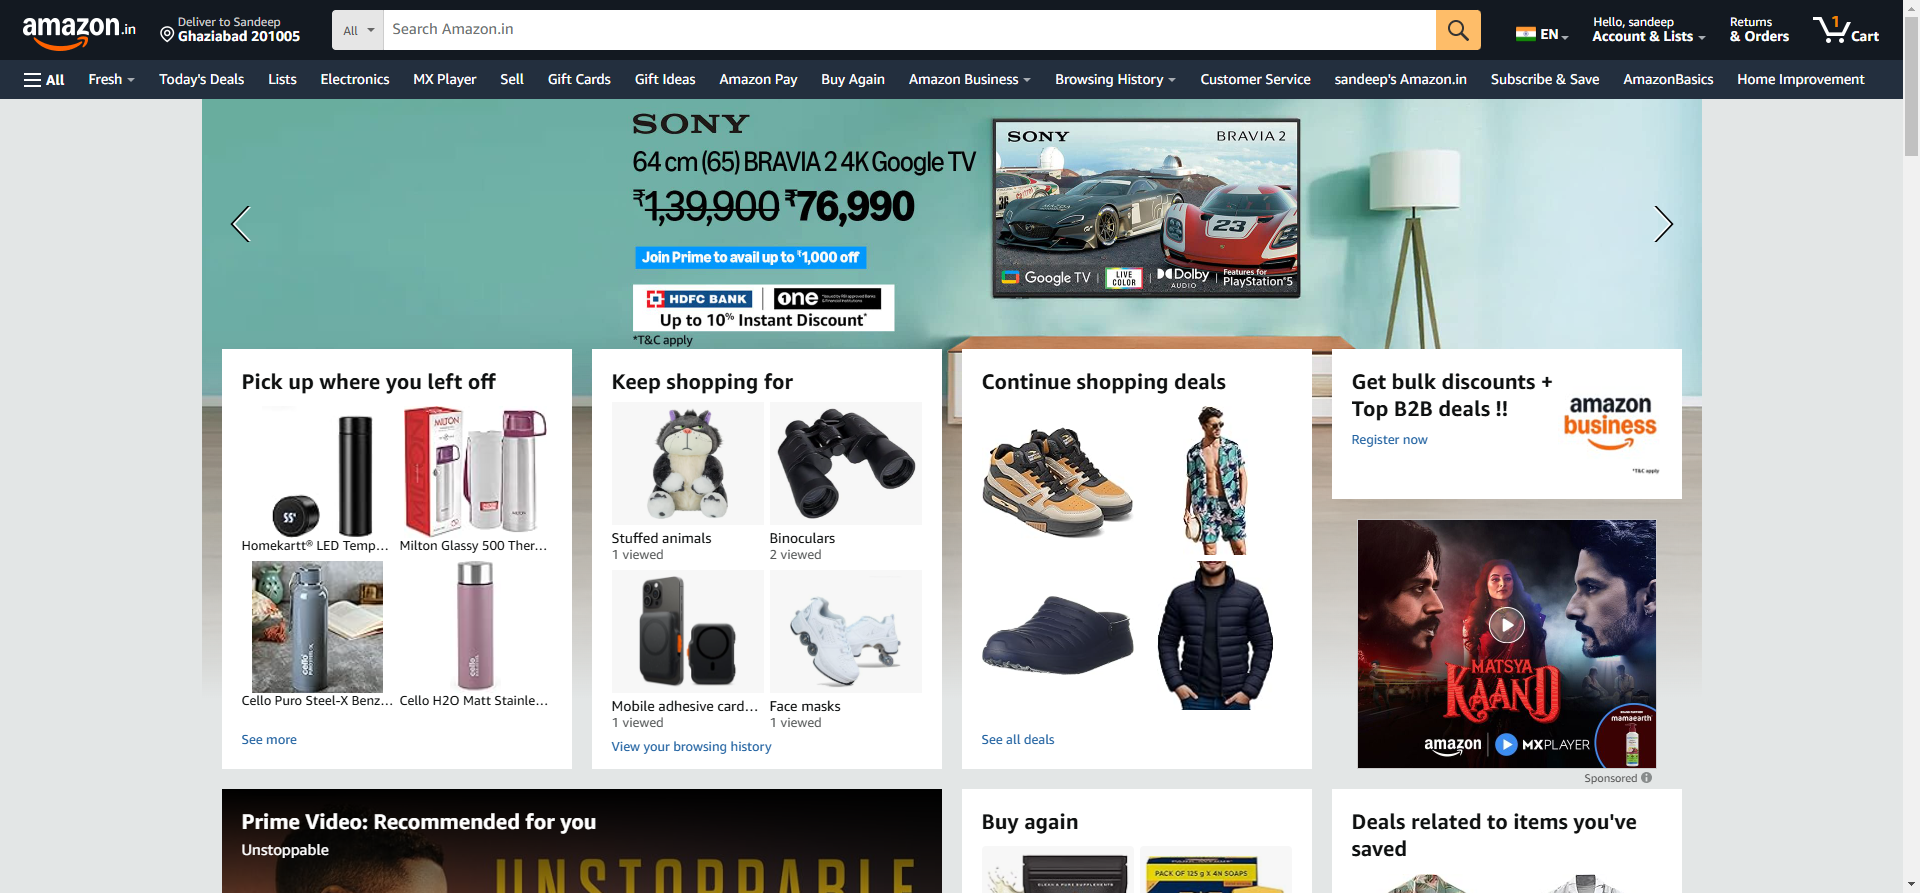 amazon.in
Deliver to Sandeep
Ghaziabad 201005
All
Search Amazon.in
EN
Hello, sandeep
Account & Lists
Returns
& Orders
1
Cart
All
Fresh
Today's Deals
Lists
Electronics
MX Player
Sell
Gift Cards
Gift Ideas
Amazon Pay
Buy Again
Amazon Business
Browsing History
Customer Service
sandeep's Amazon.in
Subscribe & Save
AmazonBasics
Home Improvement
SONY
64 cm (65) BRAVIA 2 4K Google TV
₹1,39,900 ₹76,990
Join Prime to avail up to ₹1,000 off
HDFC BANK
one
Up to 10% Instant Discount*
*T&C apply
SONY
BRAVIA 2
36
MAZDA
23
Google TV
LIVE
COLOR
Dolby
AUDIO
Features for
PlayStation®5
Pick up where you left off
55°
MILTON
MILTON
MILTON
Homekartt® LED Temp...
Milton Glassy 500 Ther...
cello
cello
Cello Puro Steel-X Benz...
Cello H2O Matt Stainle...
See more
Keep shopping for
Stuffed animals
1 viewed
Binoculars
2 viewed
Mobile adhesive card...
1 viewed
Face masks
1 viewed
View your browsing history
Continue shopping deals
See all deals
Get bulk discounts +
Top B2B deals !!
Register now
amazon
business
*T&C apply
MATSYA
KAAND
amazon
MXPLAYER
mamaearth
Sponsored
Prime Video: Recommended for you
Unstoppable
UNSTOPPABLE
Buy again
PACK OF 125 g X 4N SOAPS
Deals related to items you've
saved